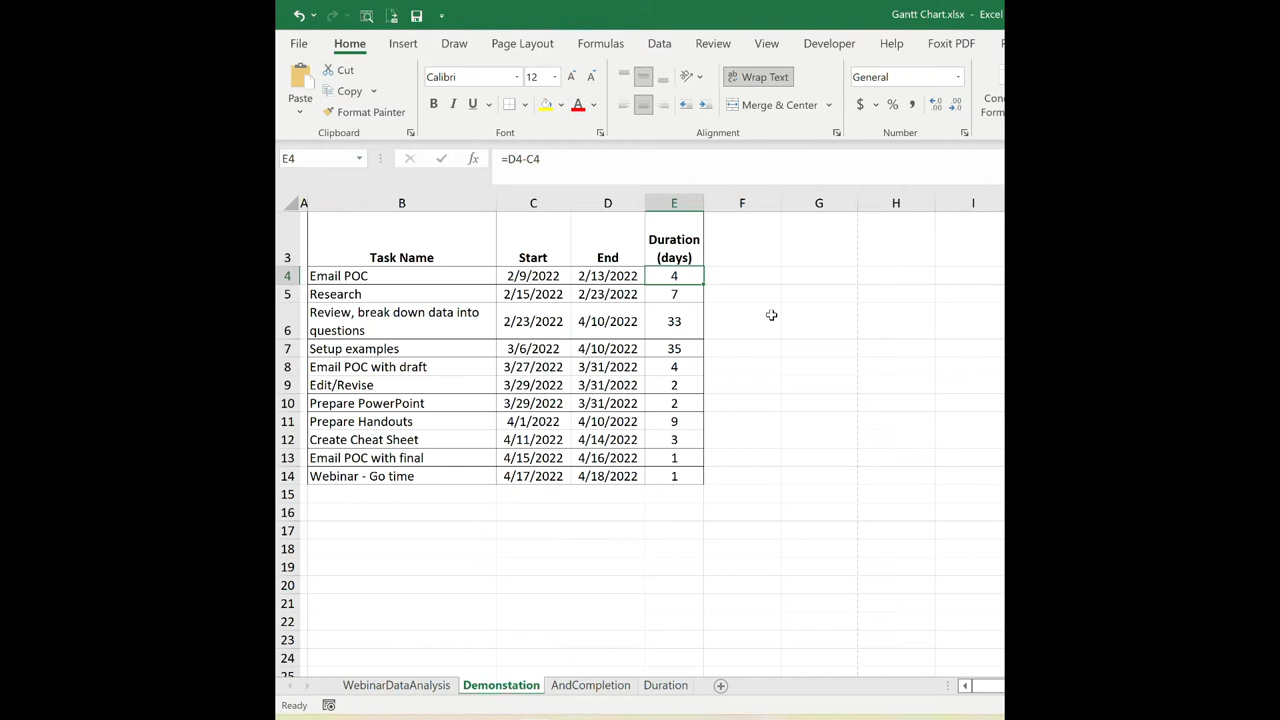 Gantt Chart.xlsx - Excel
File Home Insert Draw Page Layout Formulas Data Review View Developer Help Foxit PDF
Paste
Cut
Copy
Format Painter
Clipboard
Calibri 12 A A
B I U A
Font
Wrap Text
Merge & Center
Alignment
General
$ % ,
Number
Conc
Form
E4 fx =D4-C4
A B C D E F G H I
3 Task Name Start End Duration (days)
4 Email POC 2/9/2022 2/13/2022 4
5 Research 2/15/2022 2/23/2022 7
6 Review, break down data into questions 2/23/2022 4/10/2022 33
7 Setup examples 3/6/2022 4/10/2022 35
8 Email POC with draft 3/27/2022 3/31/2022 4
9 Edit/Revise 3/29/2022 3/31/2022 2
10 Prepare PowerPoint 3/29/2022 3/31/2022 2
11 Prepare Handouts 4/1/2022 4/10/2022 9
12 Create Cheat Sheet 4/11/2022 4/14/2022 3
13 Email POC with final 4/15/2022 4/16/2022 1
14 Webinar - Go time 4/17/2022 4/18/2022 1
15
16
17
18
19
20
21
22
23
24
25
WebinarDataAnalysis Demonstation AndCompletion Duration
Ready